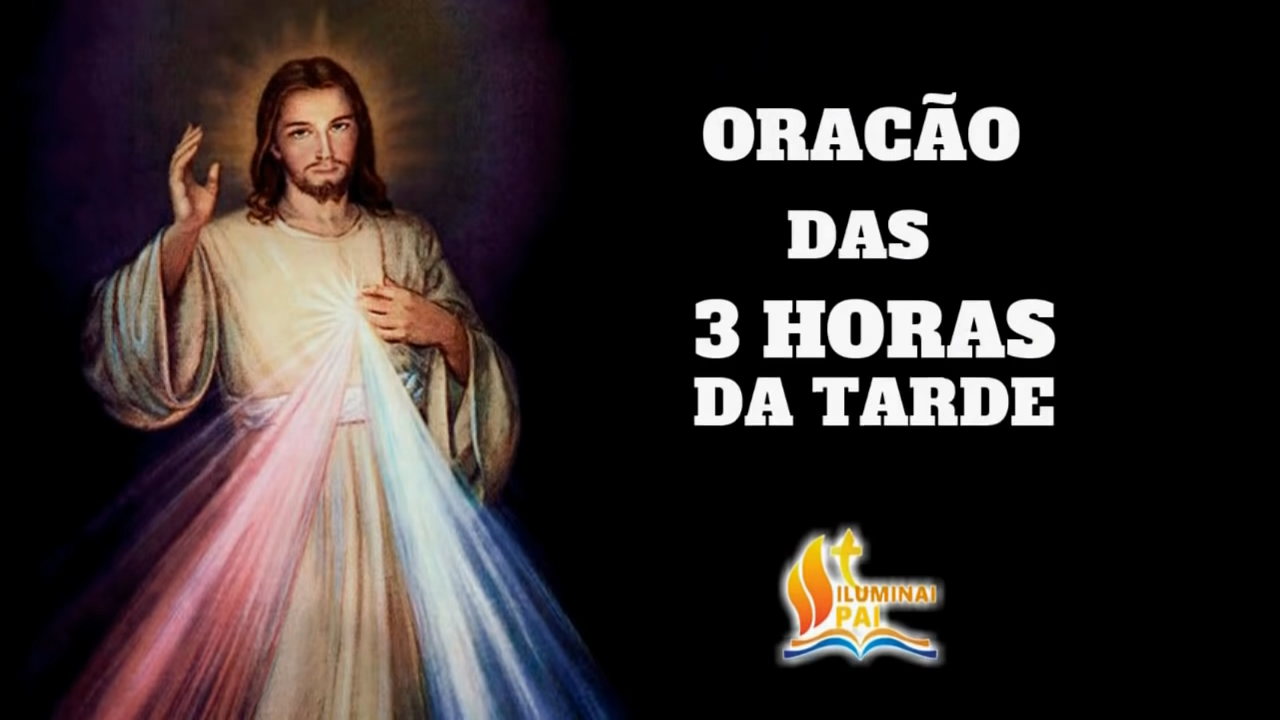 ORACÃO
DAS
3 HORAS
DA TARDE
ILUMINAI
PAI